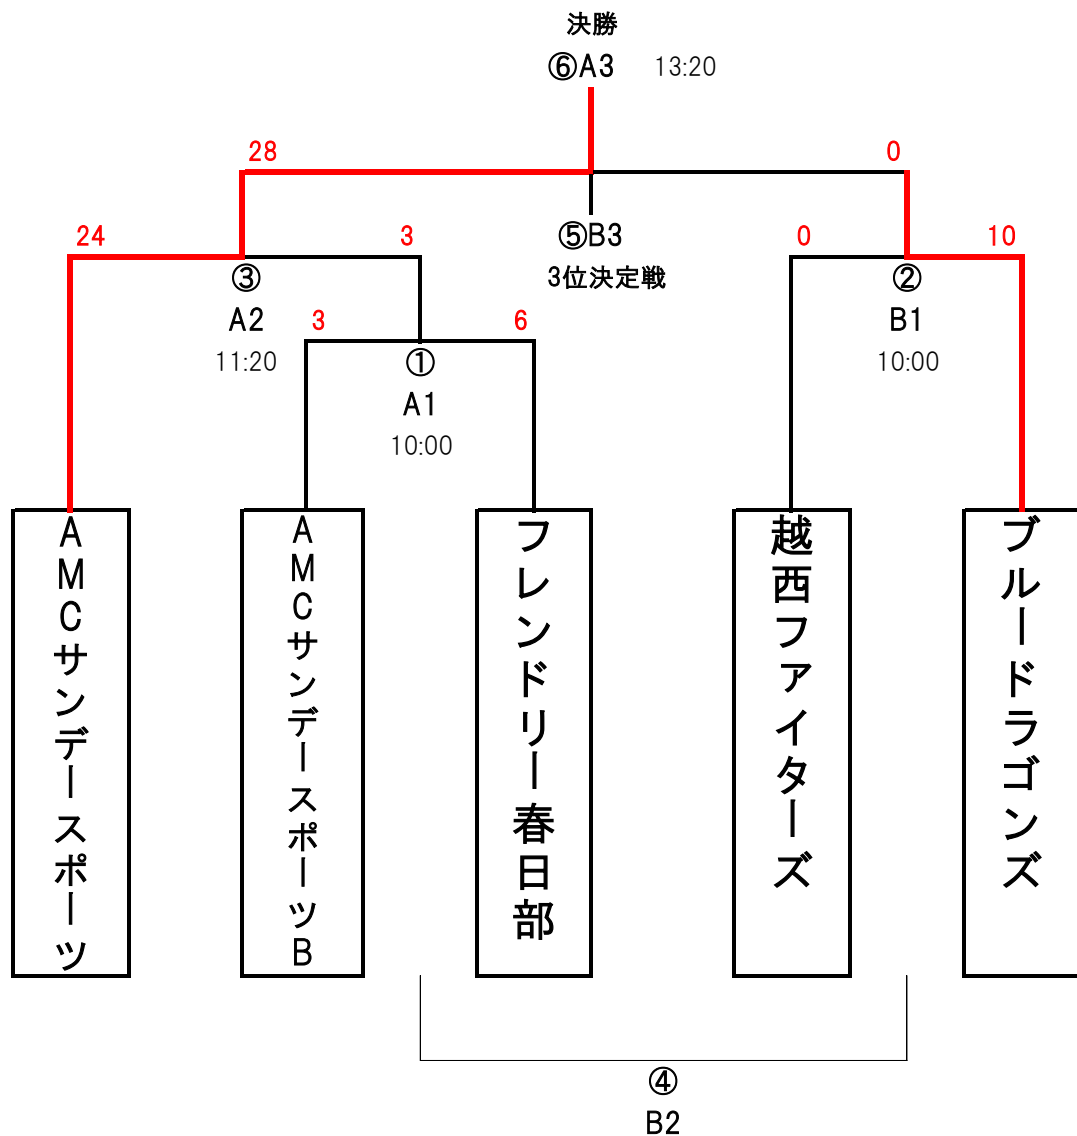 決勝
⑥A3 13:20
28 0
24 3 ⑤B3 0 10
③ 3位決定戦 ②
A2 3 6 B1
11:20 ① 10:00
A1
10:00
AMCサンデースポーツ
AMCサンデースポーツB
フレンドリー春日部
越西ファイターズ
ブルードラゴンズ
④
B2